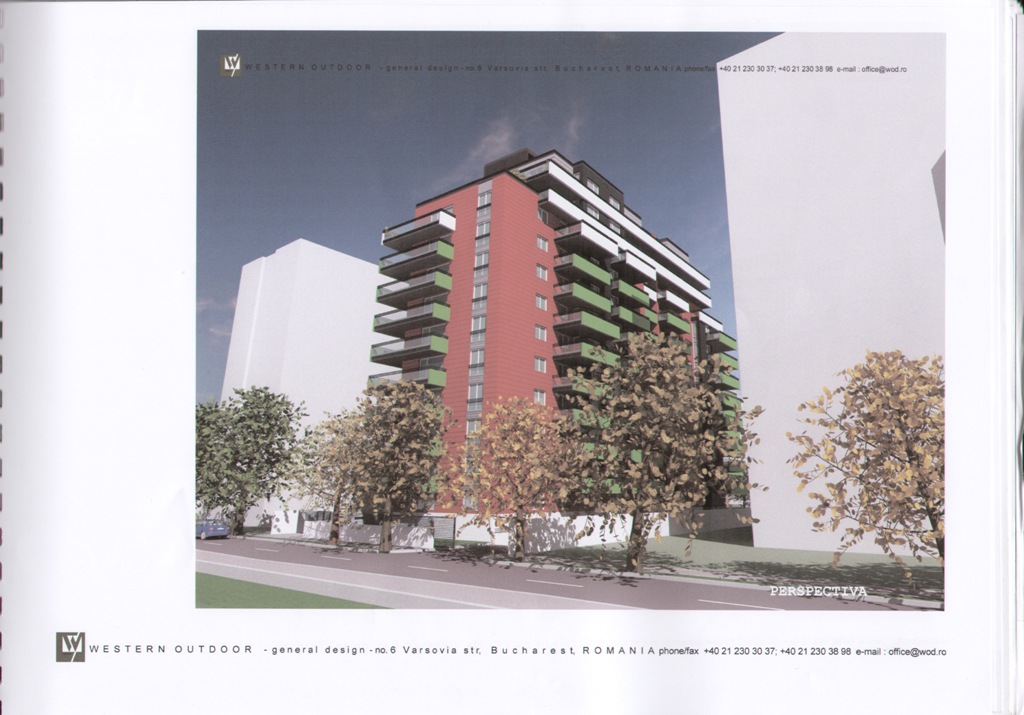 WESTERN OUTDOOR - general design - no.6 Varsovia str. Bucharest, ROMANIA phone/fax +40 21 230 30 37; +40 21 230 38 98 e-mail : office@wod.ro
PERSPECTIVA
WESTERN OUTDOOR - general design - no. 6 Varsovia str. Bucharest, ROMANIA phone/fax +40 21 230 30 37; +40 21 230 38 98 e-mail : office@wod.ro